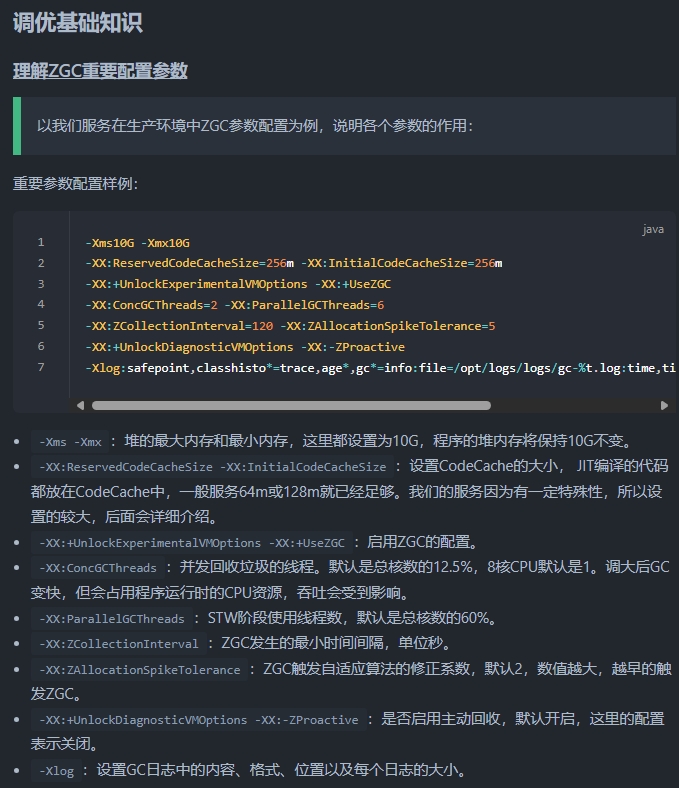 调优基础知识
理解ZGC重要配置参数
以我们服务在生产环境中ZGC参数配置为例，说明各个参数的作用：
重要参数配置样例：
java
1 -Xms10G -Xmx10G
2 -XX:ReservedCodeCacheSize=256m -XX:InitialCodeCacheSize=256m
3 -XX:+UnlockExperimentalVMOptions -XX:+UseZGC
4 -XX:ConcGCThreads=2 -XX:ParallelGCThreads=6
5 -XX:ZCollectionInterval=120 -XX:ZAllocationSpikeTolerance=5
6 -XX:+UnlockDiagnosticVMOptions -XX:-ZProactive
7 -Xlog:safepoint,classhisto*=trace,age*,gc*=info:file=/opt/logs/logs/gc-%t.log:time,ti
• -Xms -Xmx ：堆的最大内存和最小内存，这里都设置为10G，程序的堆内存将保持10G不变。
• -XX:ReservedCodeCacheSize -XX:InitialCodeCacheSize ：设置CodeCache的大小， JIT编译的代码
都放在CodeCache中，一般服务64m或128m就已经足够。我们的服务因为有一定特殊性，所以设
置的较大，后面会详细介绍。
• -XX:+UnlockExperimentalVMOptions -XX:+UseZGC ：启用ZGC的配置。
• -XX:ConcGCThreads ：并发回收垃圾的线程。默认是总核数的12.5%，8核CPU默认是1。调大后GC
变快，但会占用程序运行时的CPU资源，吞吐会受到影响。
• -XX:ParallelGCThreads ：STW阶段使用线程数，默认是总核数的60%。
• -XX:ZCollectionInterval ：ZGC发生的最小时间间隔，单位秒。
• -XX:ZAllocationSpikeTolerance ：ZGC触发自适应算法的修正系数，默认2，数值越大，越早的触
发ZGC。
• -XX:+UnlockDiagnosticVMOptions -XX:-ZProactive ：是否启用主动回收，默认开启，这里的配置
表示关闭。
• -Xlog ：设置GC日志中的内容、格式、位置以及每个日志的大小。